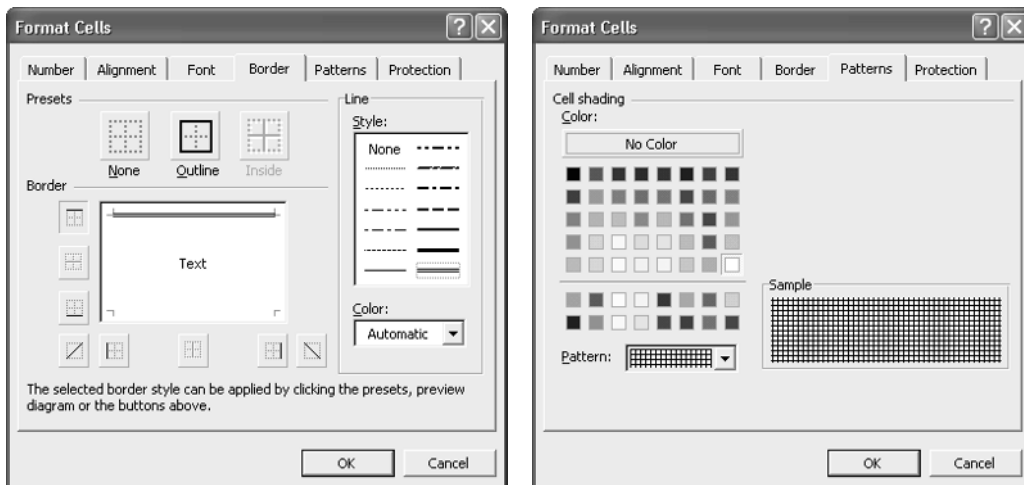 Format Cells
Number Alignment Font Border Patterns Protection
Presets
None Outline Inside
Border
Text
Line
Style:
None
Color:
Automatic
The selected border style can be applied by clicking the presets, preview
diagram or the buttons above.
OK Cancel
Format Cells
Number Alignment Font Border Patterns Protection
Cell shading
Color:
No Color
Sample
Pattern:
OK Cancel